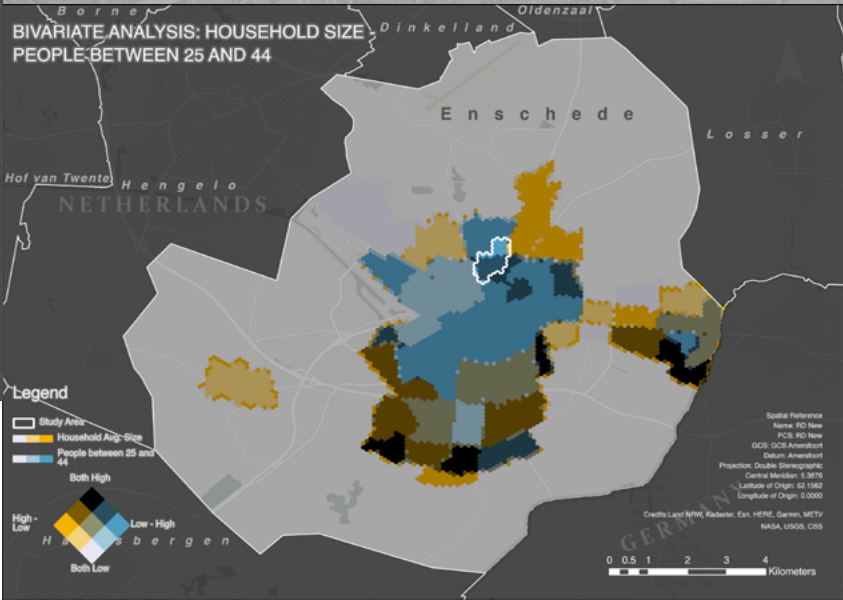 Borne
Oldenzaal
Dinkelland
BIVARIATE ANALYSIS: HOUSEHOLD SIZE -
PEOPLE BETWEEN 25 AND 44
Enschede
Losser
Hof van Twente
Hengelo
NETHERLANDS
Legend
Study Area
Household Avg. Size
People between 25 and
44
Both High
High -
Low
Low - High
Both Low
Spatial Reference
Name: RD New
PCS: RD New
GCS: GCS Amersfoort
Datum: Amersfoort
Projection: Double Stereographic
Central Meridian: 5.3876
Latitude of Origin: 52.1562
Longitude of Origin: 0.0000
GERMANY
Credits:Land NRW, Kadaster, Esri, HERE, Garmin, METI/
NASA, USGS, CBS
0 0.5 1 2 3 4
Kilometers